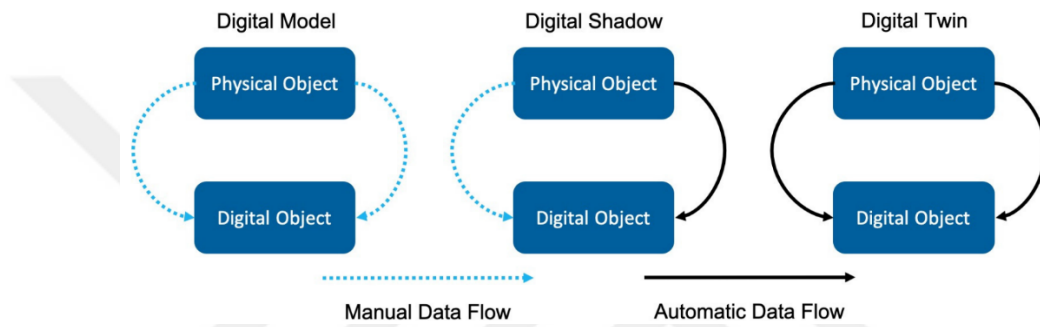 Digital Model
Digital Shadow
Digital Twin
Physical Object
Physical Object
Physical Object
Digital Object
Digital Object
Digital Object
Manual Data Flow
Automatic Data Flow